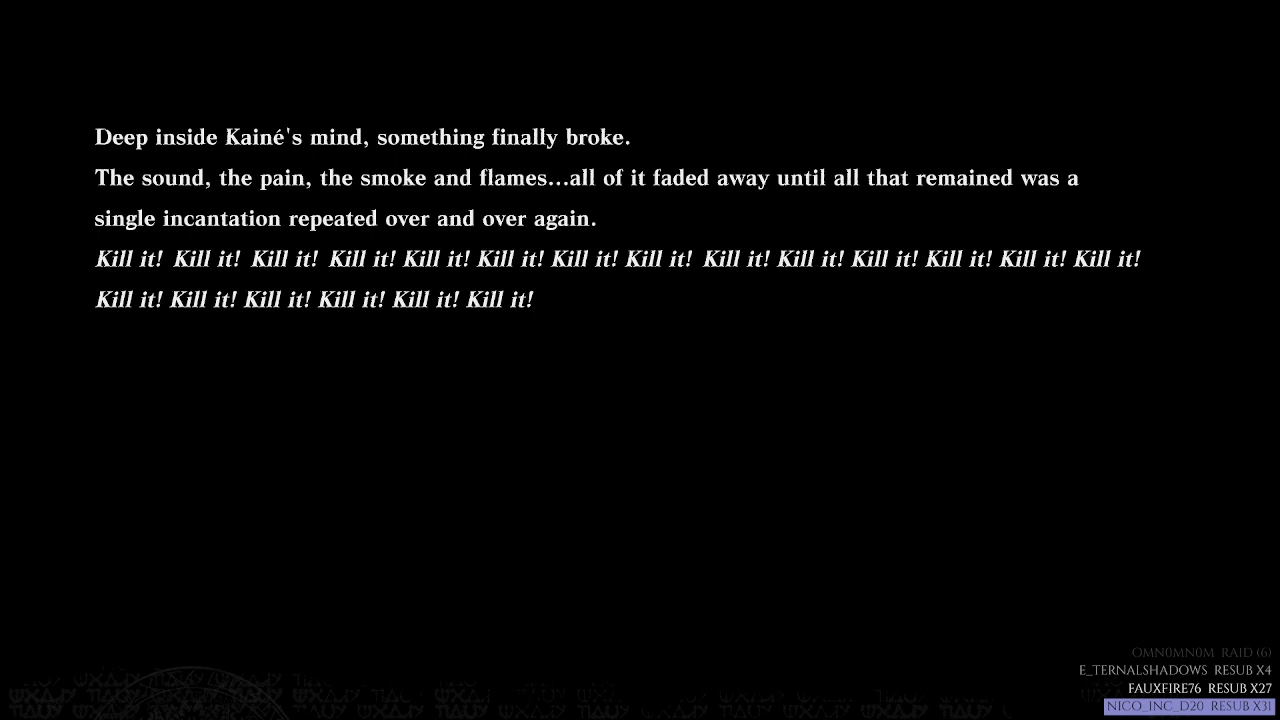 Deep inside Kainé's mind, something finally broke.
The sound, the pain, the smoke and flames...all of it faded away until all that remained was a
single incantation repeated over and over again.
Kill it! Kill it! Kill it! Kill it! Kill it! Kill it! Kill it! Kill it! Kill it! Kill it! Kill it! Kill it! Kill it! Kill it!
Kill it! Kill it! Kill it! Kill it! Kill it! Kill it!
OMN0MN0M RAID (6)
E_TERNALSHADOWS RESUB X4
FAUXFIRE76 RESUB X27
NICO_INC_D20 RESUB X31